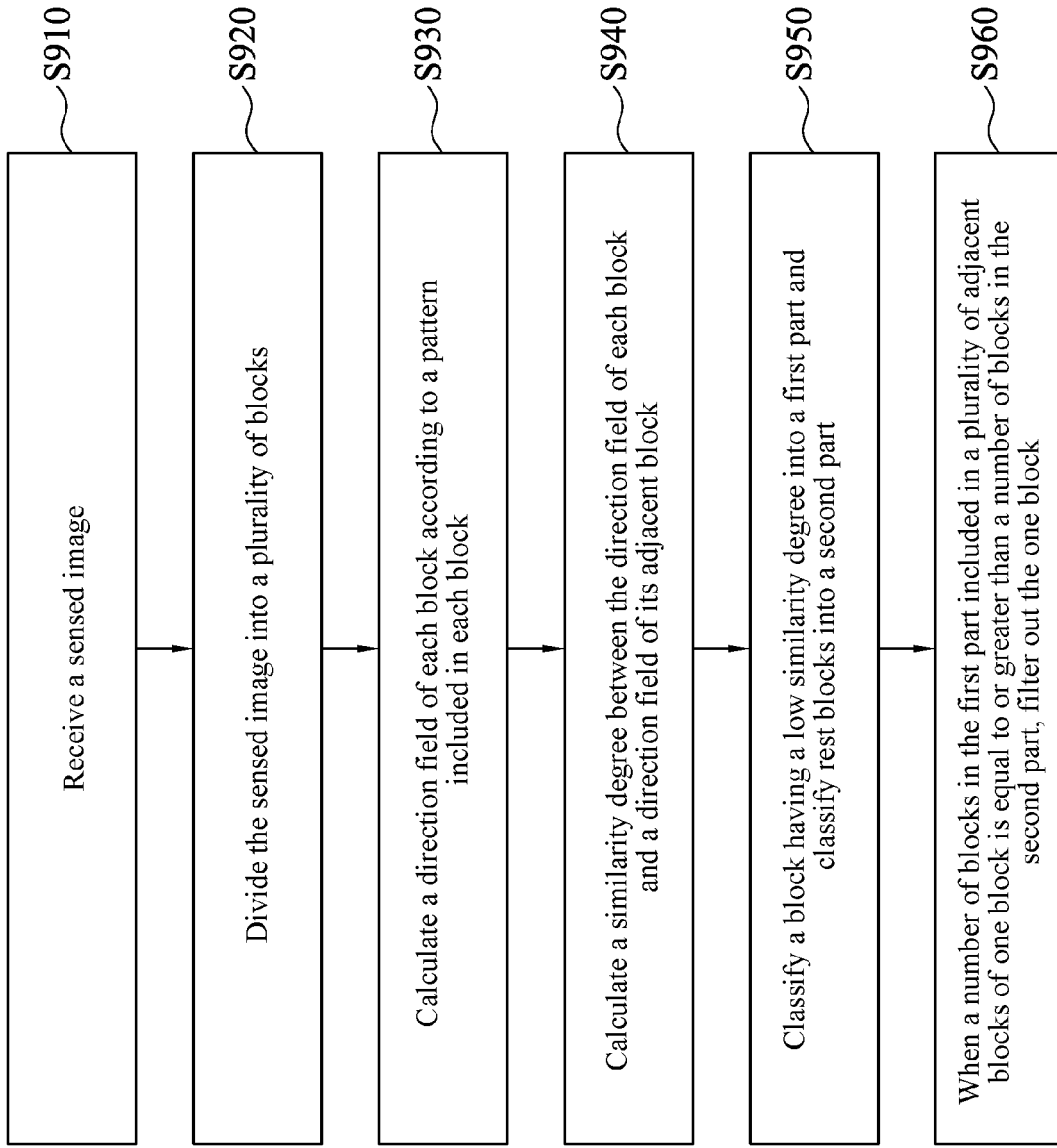 Receive a sensed image
S910
Divide the sensed image into a plurality of blocks
S920
Calculate a direction field of each block according to a pattern
included in each block
S930
Calculate a similarity degree between the direction field of each block
and a direction field of its adjacent block
S940
Classify a block having a low similarity degree into a first part and
classify rest blocks into a second part
S950
When a number of blocks in the first part included in a plurality of adjacent
blocks of one block is equal to or greater than a number of blocks in the
second part, filter out the one block
S960